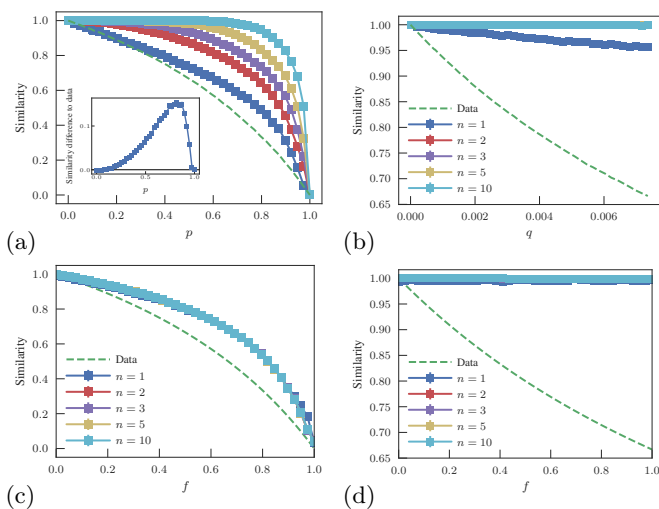 1.0
0.8
0.6
0.4
0.2
0.0
Similarity
0.0 0.2 0.4 0.6 0.8 1.0
p
0.1
0.0
Similarity difference to data
0.0 0.5 1.0
p
(a)
1.00
0.95
0.90
0.85
0.80
0.75
0.70
0.65
Similarity
Data
n = 1
n = 2
n = 3
n = 5
n = 10
0.000 0.002 0.004 0.006
q
(b)
1.0
0.8
0.6
0.4
0.2
0.0
Similarity
Data
n = 1
n = 2
n = 3
n = 5
n = 10
0.0 0.2 0.4 0.6 0.8 1.0
f
(c)
1.00
0.95
0.90
0.85
0.80
0.75
0.70
0.65
Similarity
Data
n = 1
n = 2
n = 3
n = 5
n = 10
0.0 0.2 0.4 0.6 0.8 1.0
f
(d)